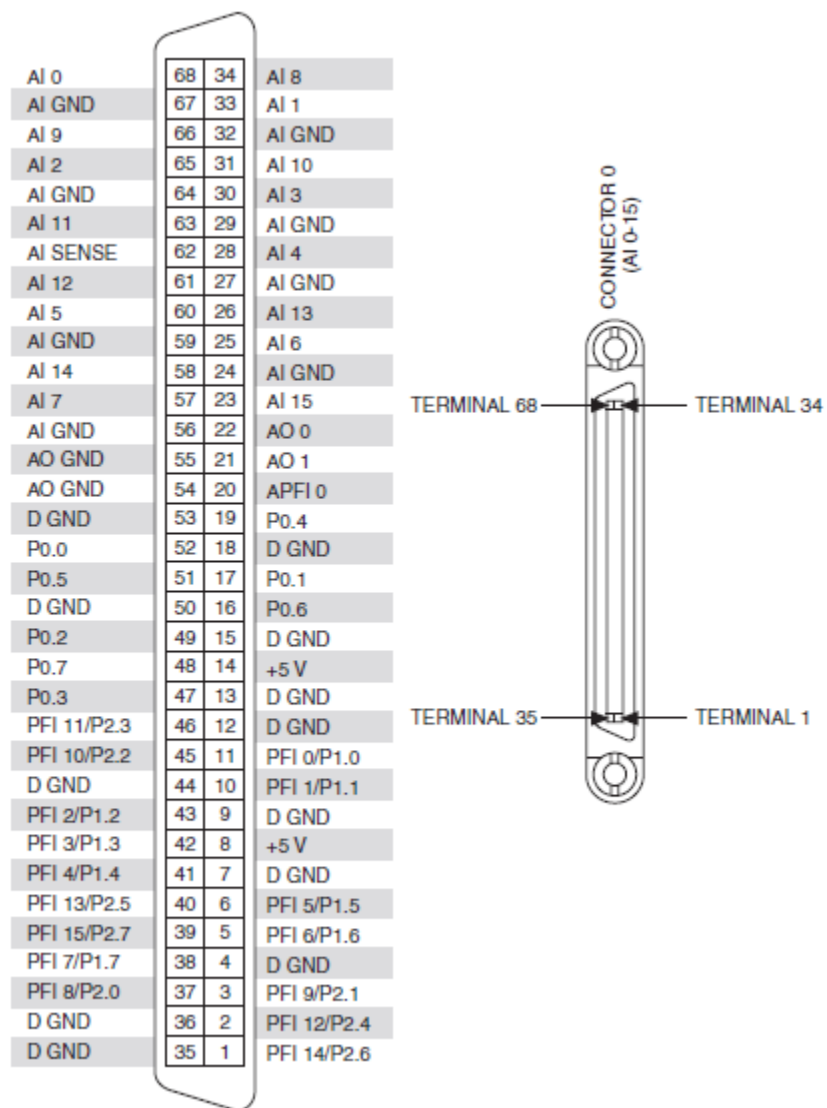 AI 0 68 34 AI 8
AI GND 67 33 AI 1
AI 9 66 32 AI GND
AI 2 65 31 AI 10
AI GND 64 30 AI 3
AI 11 63 29 AI GND
AI SENSE 62 28 AI 4
AI 12 61 27 AI GND
AI 5 60 26 AI 13
AI GND 59 25 AI 6
AI 14 58 24 AI GND
AI 7 57 23 AI 15
AI GND 56 22 AO 0
AO GND 55 21 AO 1
AO GND 54 20 APFI 0
D GND 53 19 P0.4
P0.0 52 18 D GND
P0.5 51 17 P0.1
D GND 50 16 P0.6
P0.2 49 15 D GND
P0.7 48 14 +5 V
P0.3 47 13 D GND
PFI 11/P2.3 46 12 D GND
PFI 10/P2.2 45 11 PFI 0/P1.0
D GND 44 10 PFI 1/P1.1
PFI 2/P1.2 43 9 D GND
PFI 3/P1.3 42 8 +5 V
PFI 4/P1.4 41 7 D GND
PFI 13/P2.5 40 6 PFI 5/P1.5
PFI 15/P2.7 39 5 PFI 6/P1.6
PFI 7/P1.7 38 4 D GND
PFI 8/P2.0 37 3 PFI 9/P2.1
D GND 36 2 PFI 12/P2.4
D GND 35 1 PFI 14/P2.6
CONNECTOR 0
(AI 0-15)
TERMINAL 68 TERMINAL 34
TERMINAL 35 TERMINAL 1